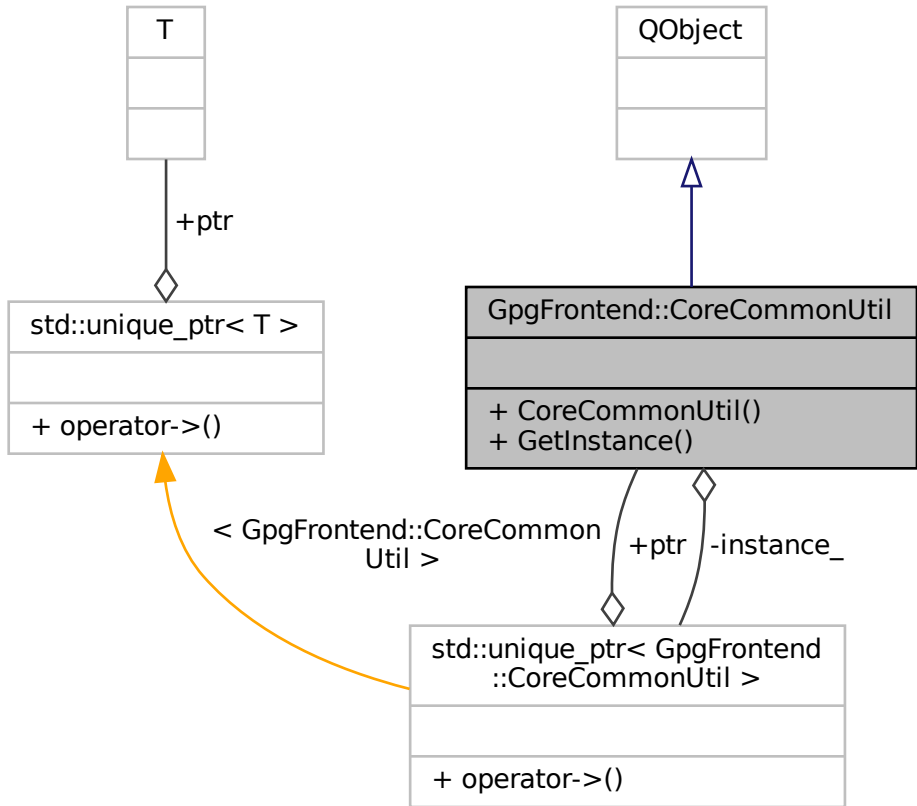 T
QObject
+ptr
std::unique_ptr< T >
+ operator->()
GpgFrontend::CoreCommonUtil
+ CoreCommonUtil()
+ GetInstance()
< GpgFrontend::CoreCommon
Util >
+ptr
-instance_
std::unique_ptr< GpgFrontend
::CoreCommonUtil >
+ operator->()